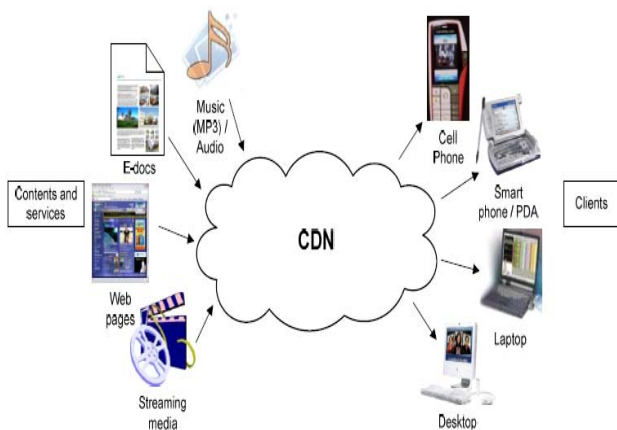 Music
(MP3) /
Audio
E-docs
Contents and
services
Web
pages
Streaming
media
CDN
Cell
Phone
Smart
phone / PDA
Clients
Laptop
Desktop